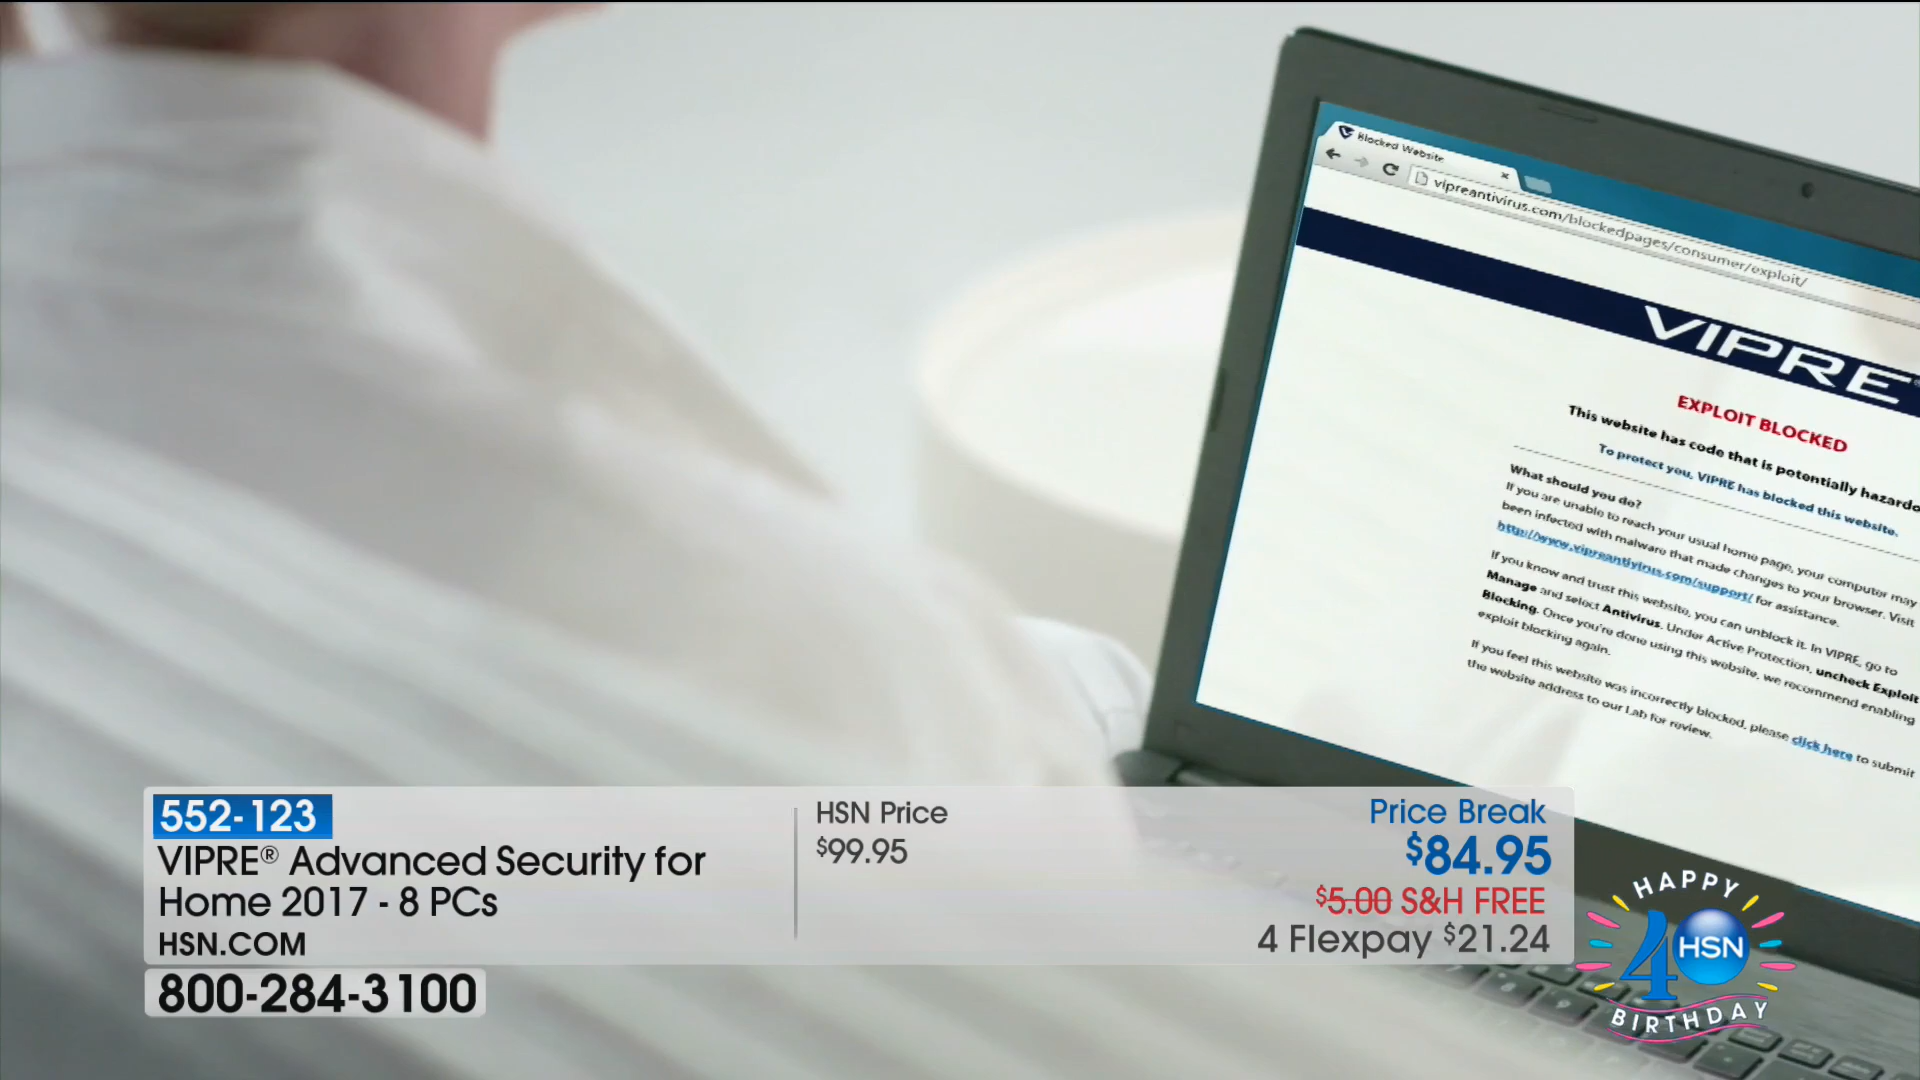 Blocked Website
vipreantivirus.com/blockedpages/consumer/exploit/
VIPRE
EXPLOIT BLOCKED
This website has code that is potentially
To protect you, VIPRE has blocked this website.
What should you do?
If you are unable to reach your usual home page, your computer may
been infected with malware that made changes to your browser. Visit
http://www.vipreantivirus.com/support/ for assistance.
If you know and trust this website, you can unblock it. In VIPRE, go to
Manage and select Antivirus. Under Active Protection, uncheck Exploit
Blocking. Once you're done using this website, we recommend enabling
exploit blocking again.
If you feel this website was incorrectly blocked, please click here to submit
the website address to our Lab for review.
552-123
VIPRE® Advanced Security for
Home 2017 - 8 PCs
HSN.COM
800-284-3100
HSN Price
$99.95
Price Break
$84.95
$5.00 S&H FREE
4 Flexpay $21.24
HAPPY
40 HSN
BIRTHDAY